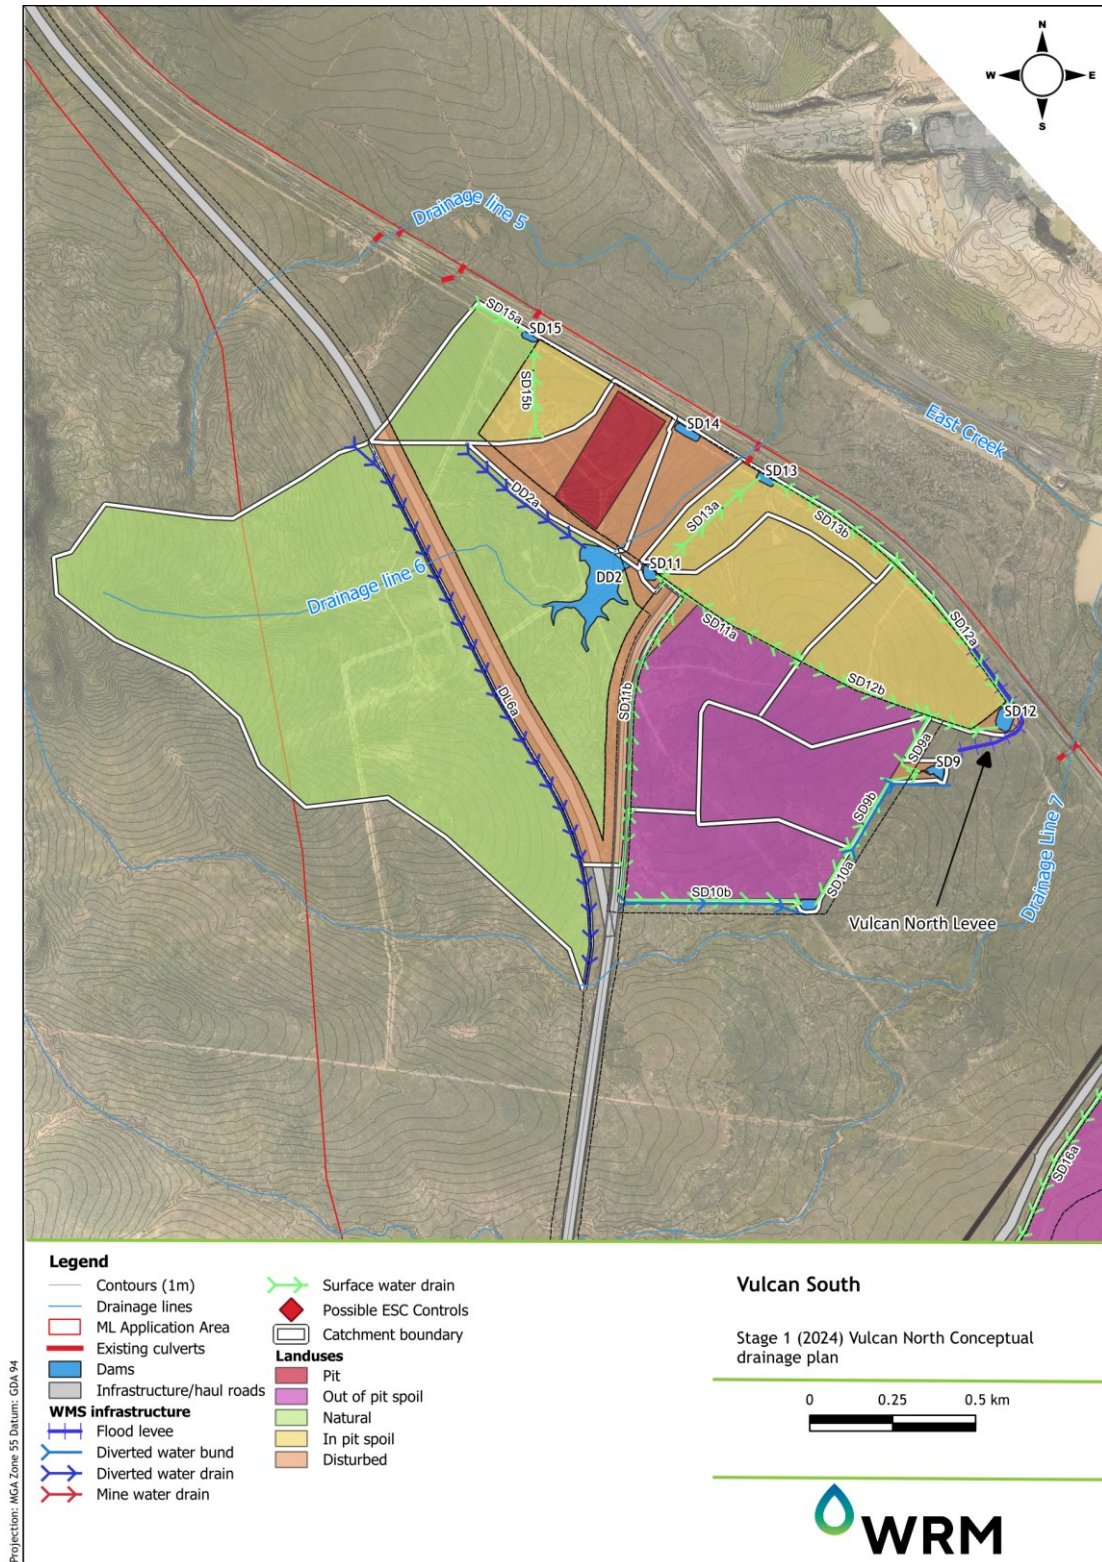 N
W E
S
Drainage line 5
SD15a
SD15
SD15b
SD14
East Creek
SD13
DD2a
SD13a
SD13b
DD2
SD11
Drainage line 6
SD11a
SD12a
SD12b
DL6a
SD11b
SD12
SD9a
SD9
SD9b
SD10a
SD10b
Drainage Line 7
Vulcan North Levee
SD16a
Legend
Contours (1m)
Drainage lines
ML Application Area
Existing culverts
Dams
Infrastructure/haul roads
WMS infrastructure
Flood levee
Diverted water bund
Diverted water drain
Mine water drain
Surface water drain
Possible ESC Controls
Catchment boundary
Landuses
Pit
Out of pit spoil
Natural
In pit spoil
Disturbed
Vulcan South
Stage 1 (2024) Vulcan North Conceptual
drainage plan
0 0.25 0.5 km
WRM
Projection: MGA Zone 55 Datum: GDA 94